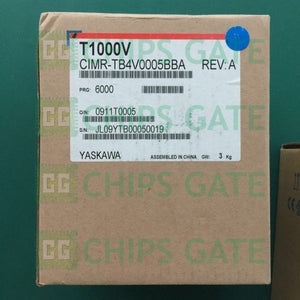 T1000V
CIMR-TB4V0005BBA REV: A
PRG: 6000
O/N: 0911T0005
S/N: JL09YTB00050019
YASKAWA ASSEMBLED IN CHINA GW: 3 Kg
CHIPS GATE
CHIPS GATE
CHIPS GATE
CHIPS GATE